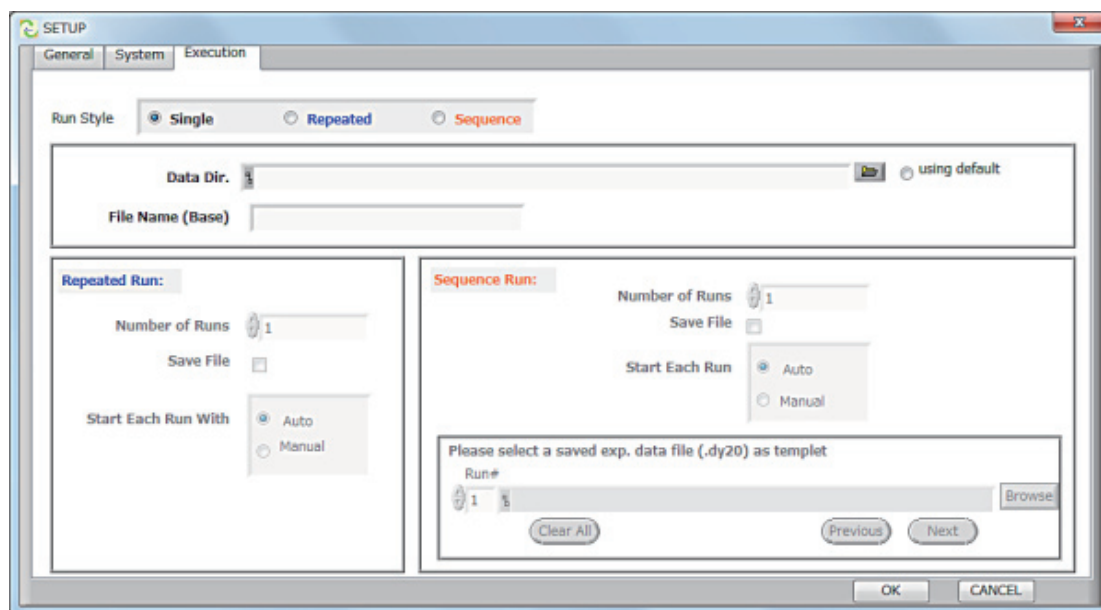 SETUP
General System Execution
Run Style Single Repeated Sequence
Data Dir. using default
File Name (Base)
Repeated Run:
Number of Runs 1
Save File
Start Each Run With Auto
Manual
Sequence Run:
Number of Runs 1
Save File
Start Each Run Auto
Manual
Please select a saved exp. data file (.dy20) as templet
Run#
1 Browse
Clear All Previous Next
OK CANCEL